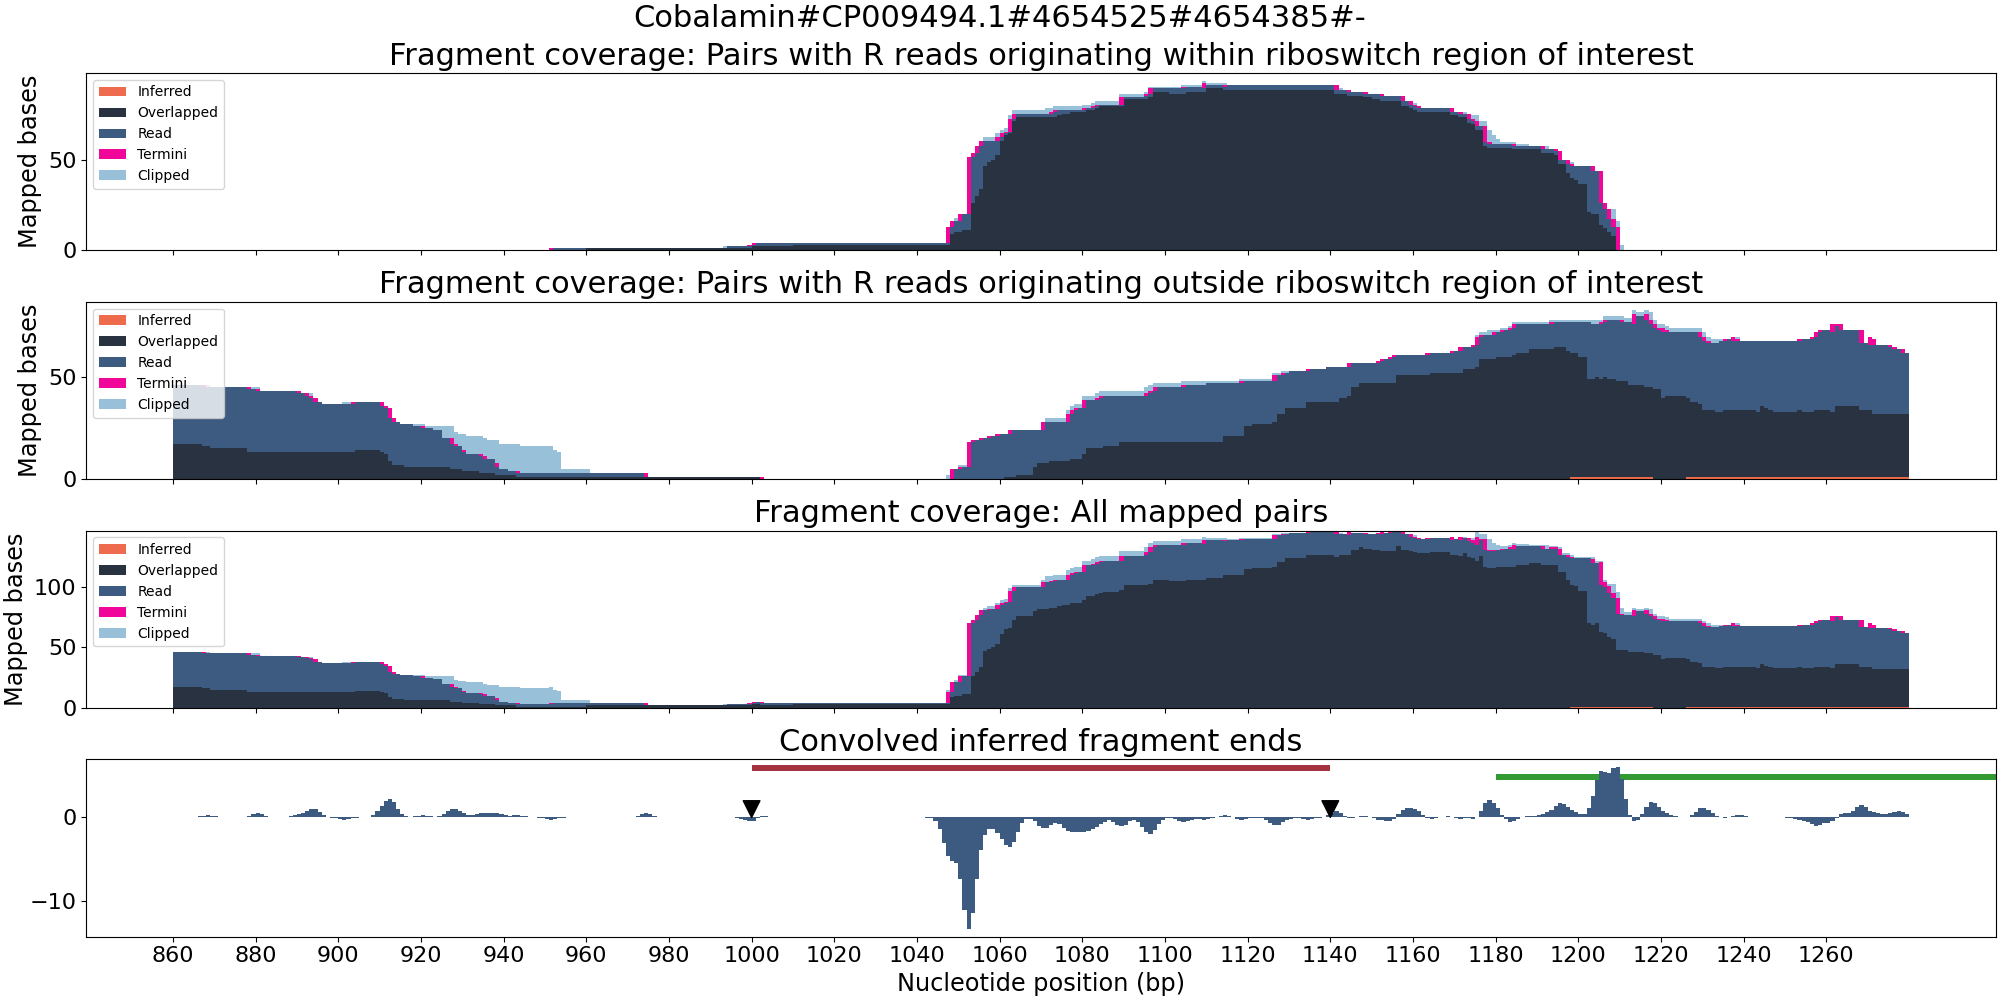 Cobalamin#CP009494.1#4654525#4654385#-
Fragment coverage: Pairs with R reads originating within riboswitch region of interest
Mapped bases
50
0
Inferred
Overlapped
Read
Termini
Clipped
Fragment coverage: Pairs with R reads originating outside riboswitch region of interest
Mapped bases
50
0
Inferred
Overlapped
Read
Termini
Clipped
Fragment coverage: All mapped pairs
Mapped bases
100
50
0
Inferred
Overlapped
Read
Termini
Clipped
Convolved inferred fragment ends
0
−10
860 880 900 920 940 960 980 1000 1020 1040 1060 1080 1100 1120 1140 1160 1180 1200 1220 1240 1260
Nucleotide position (bp)